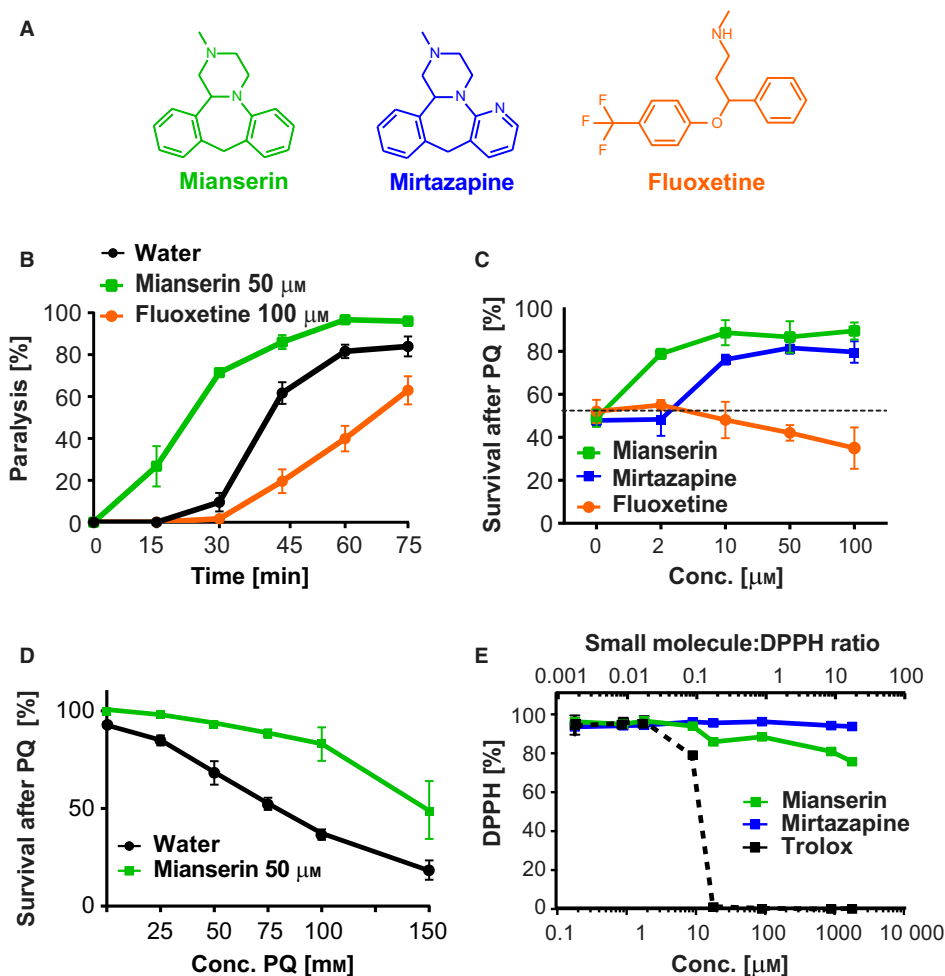 A
N
N
Mianserin
N
N
N
Mirtazapine
NH
F
F
F
O
Fluoxetine
B
Water
Mianserin 50 μM
Fluoxetine 100 μM
Paralysis [%]
100
80
60
40
20
0
0 15 30 45 60 75
Time [min]
C
Survival after PQ [%]
100
80
60
40
20
0
Mianserin
Mirtazapine
Fluoxetine
0 2 10 50 100
Conc. [μM]
D
Survival after PQ [%]
100
50
0
Water
Mianserin 50 μM
25 50 75 100 150
Conc. PQ [mM]
E
Small molecule:DPPH ratio
0.001 0.01 0.1 1 10 100
DPPH [%]
100
80
60
40
20
0
Mianserin
Mirtazapine
Trolox
0.1 1 10 100 1000 10 000
Conc. [μM]